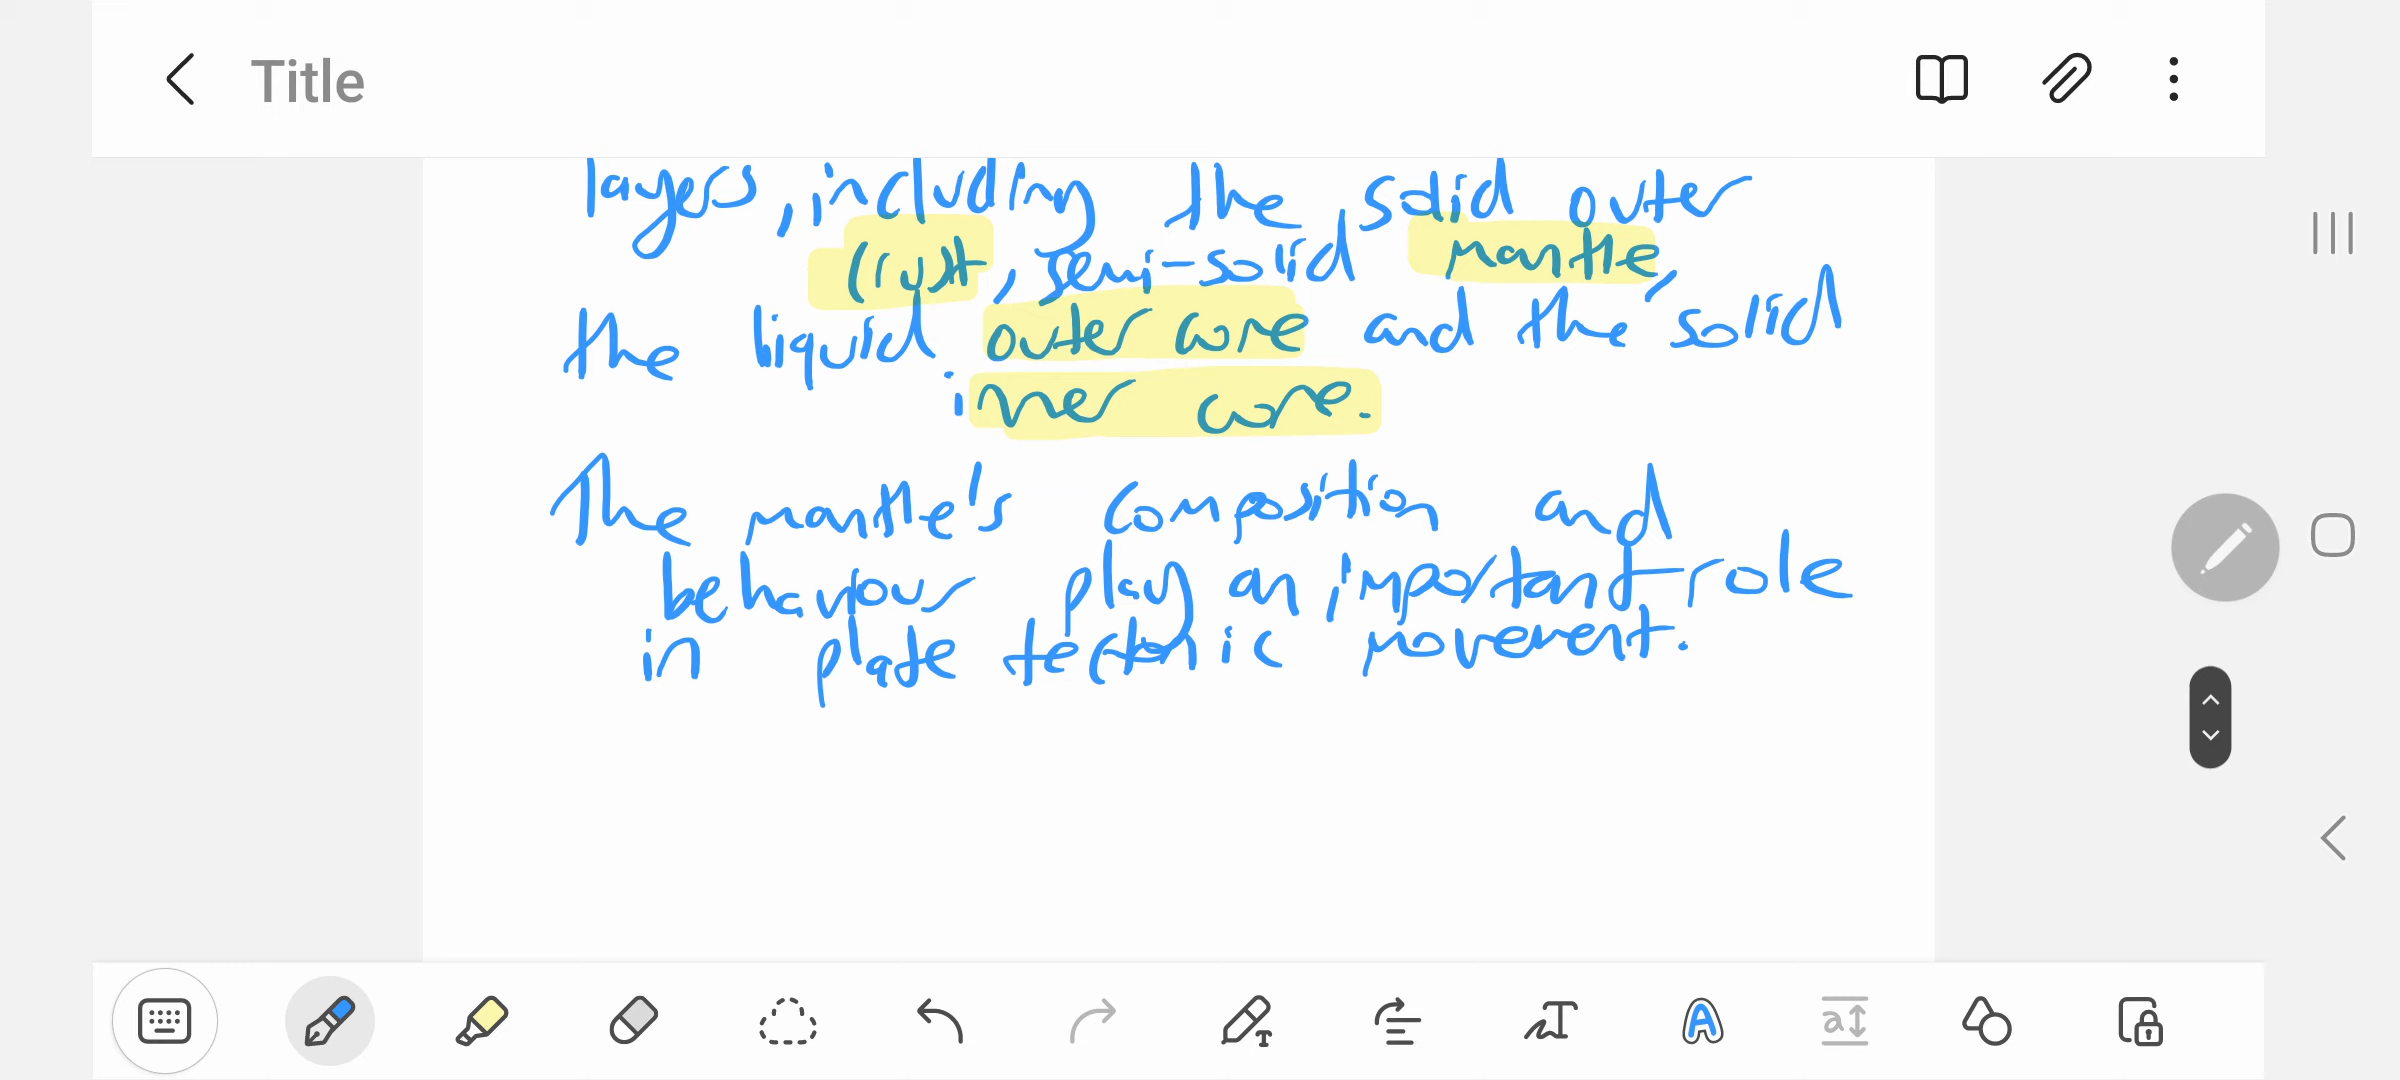 Title
layers, including the solid outer
crust, semi-solid mantle,
the liquid outer core and the solid
inner core.
The mantle's composition and
behaviour play an important role
in plate tectonic movement.